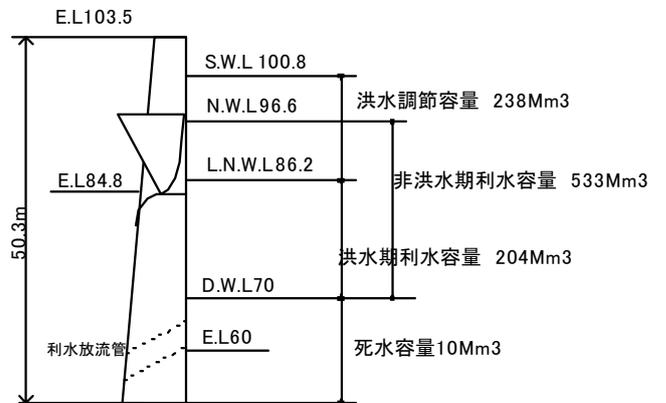 E.L103.5
S.W.L 100.8
洪水調節容量 238Mm3
N.W.L96.6
L.N.W.L86.2
非洪水期利水容量 533Mm3
E.L84.8
50.3m
洪水期利水容量 204Mm3
D.W.L70
利水放流管
E.L60
死水容量10Mm3